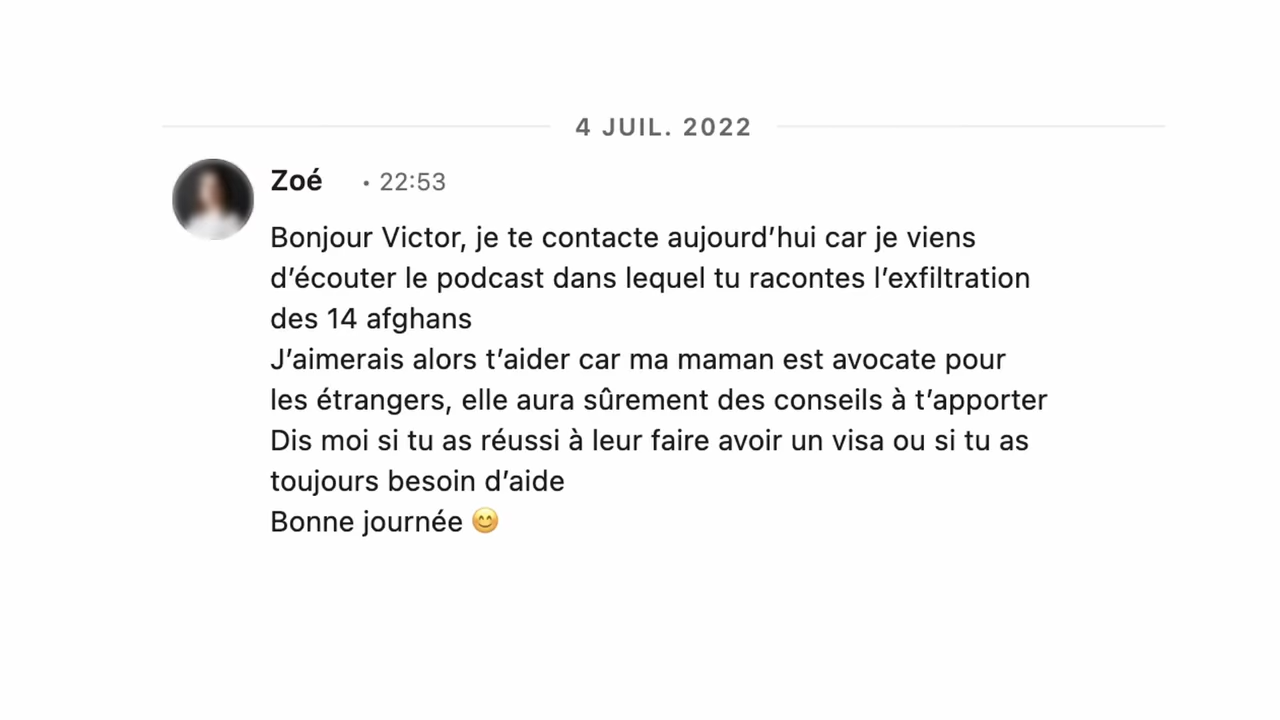 4 JUIL. 2022
Zoé • 22:53
Bonjour Victor, je te contacte aujourd’hui car je viens
d’écouter le podcast dans lequel tu racontes l’exfiltration
des 14 afghans
J’aimerais alors t’aider car ma maman est avocate pour
les étrangers, elle aura sûrement des conseils à t’apporter
Dis moi si tu as réussi à leur faire avoir un visa ou si tu as
toujours besoin d’aide
Bonne journée 😊